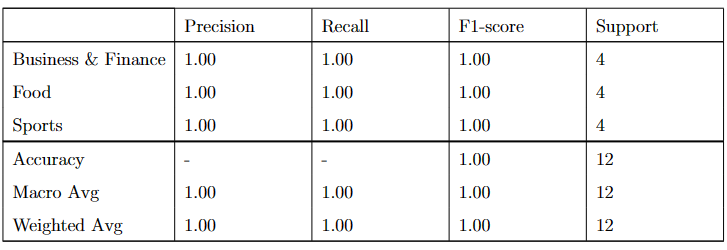 Precision Recall F1-score Support
Business & Finance 1.00 1.00 1.00 4
Food 1.00 1.00 1.00 4
Sports 1.00 1.00 1.00 4
Accuracy - - 1.00 12
Macro Avg 1.00 1.00 1.00 12
Weighted Avg 1.00 1.00 1.00 12